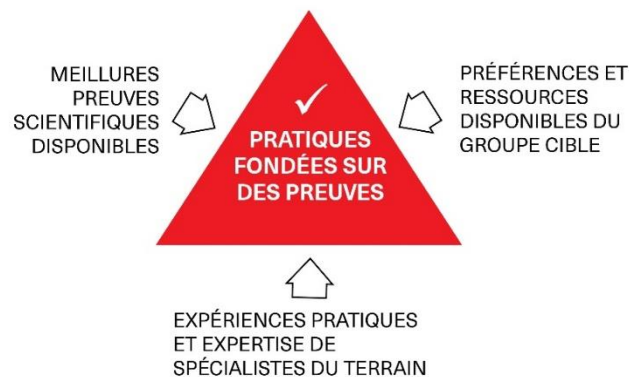 MEILLURES
PREUVES
SCIENTIFIQUES
DISPONIBLES
PRATIQUES
FONDÉES SUR
DES PREUVES
PRÉFÉRENCES ET
RESSOURCES
DISPONIBLES DU
GROUPE CIBLE
EXPÉRIENCES PRATIQUES
ET EXPERTISE DE
SPÉCIALISTES DU TERRAIN